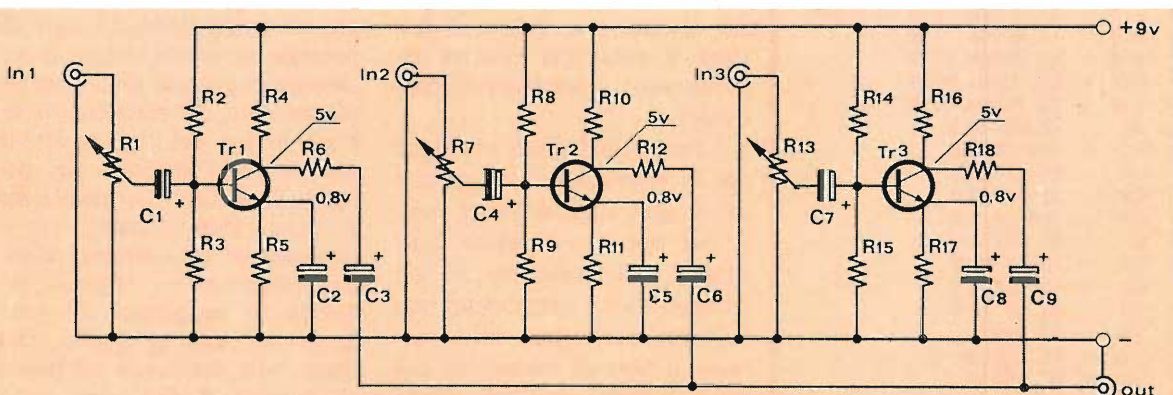 +9v
In1
R2
R4
In2
R8
R10
In3
R14
R16
5v
5v
5v
R1
Tr1
R6
R7
Tr2
R12
R13
Tr3
R18
C1
+
0,8v
C4
+
0,8v
C7
+
0,8v
R3
R5
+
+
R9
R11
+
+
R15
R17
+
+
C2
C3
C5
C6
C8
C9
-
out